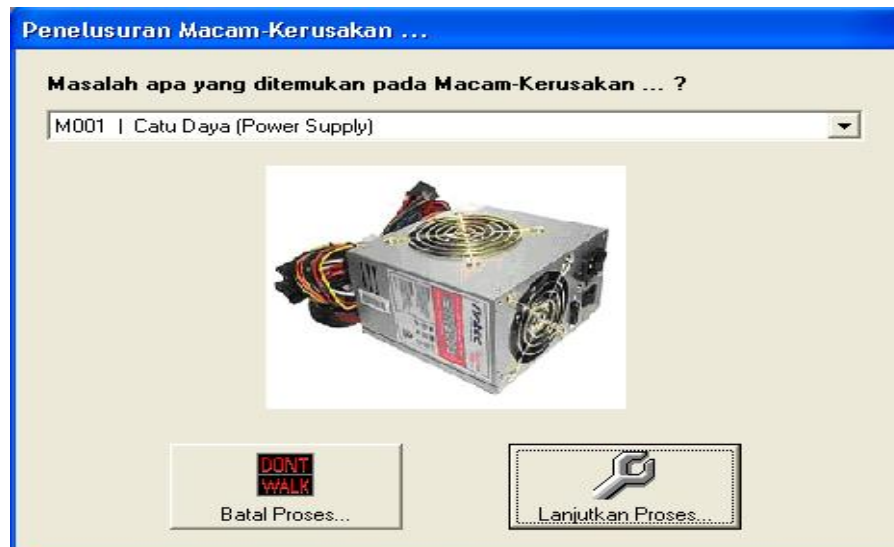 Penelusuran Macam-Kerusakan ...
Masalah apa yang ditemukan pada Macam-Kerusakan ... ?
M001 | Catu Daya (Power Supply)
DONT
WALK
Batal Proses...
Lanjutkan Proses...